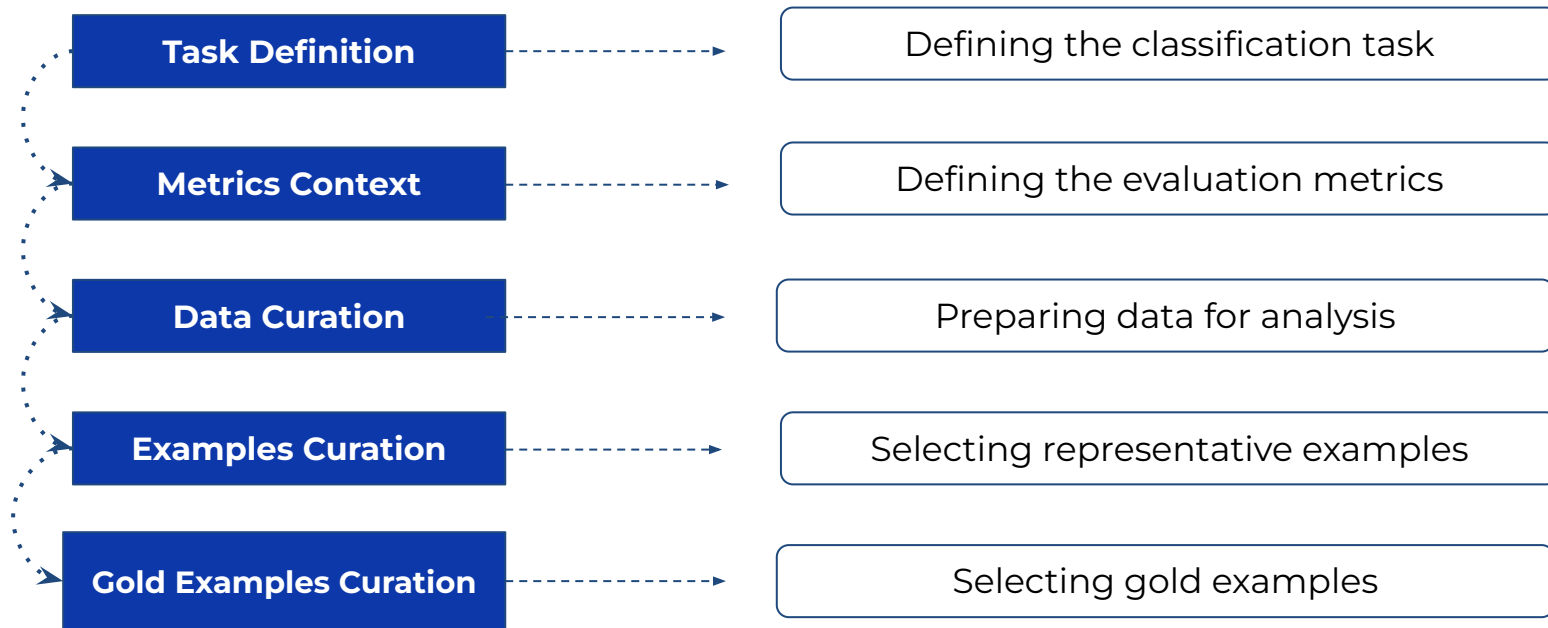 Task Definition
Defining the classification task
Metrics Context
Defining the evaluation metrics
Data Curation
Preparing data for analysis
Examples Curation
Selecting representative examples
Gold Examples Curation
Selecting gold examples